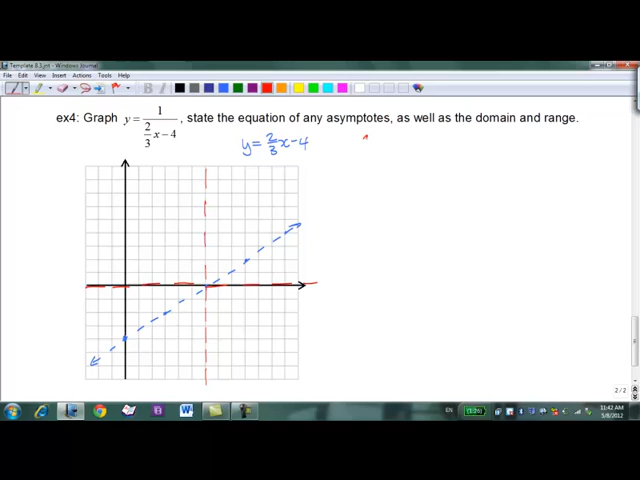 Template 8.3.jnt - Windows Journal
File Edit View Insert Actions Tools Help
ex4: Graph y = 1 / (2/3 x − 4), state the equation of any asymptotes, as well as the domain and range.
y = 2/3 x − 4
2 / 2
EN
11:42 AM
5/8/2012